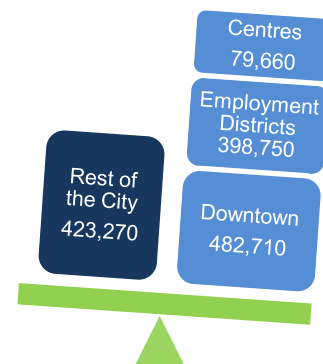 Centres
79,660
Employment
Districts
398,750
Rest of
the City
423,270
Downtown
482,710